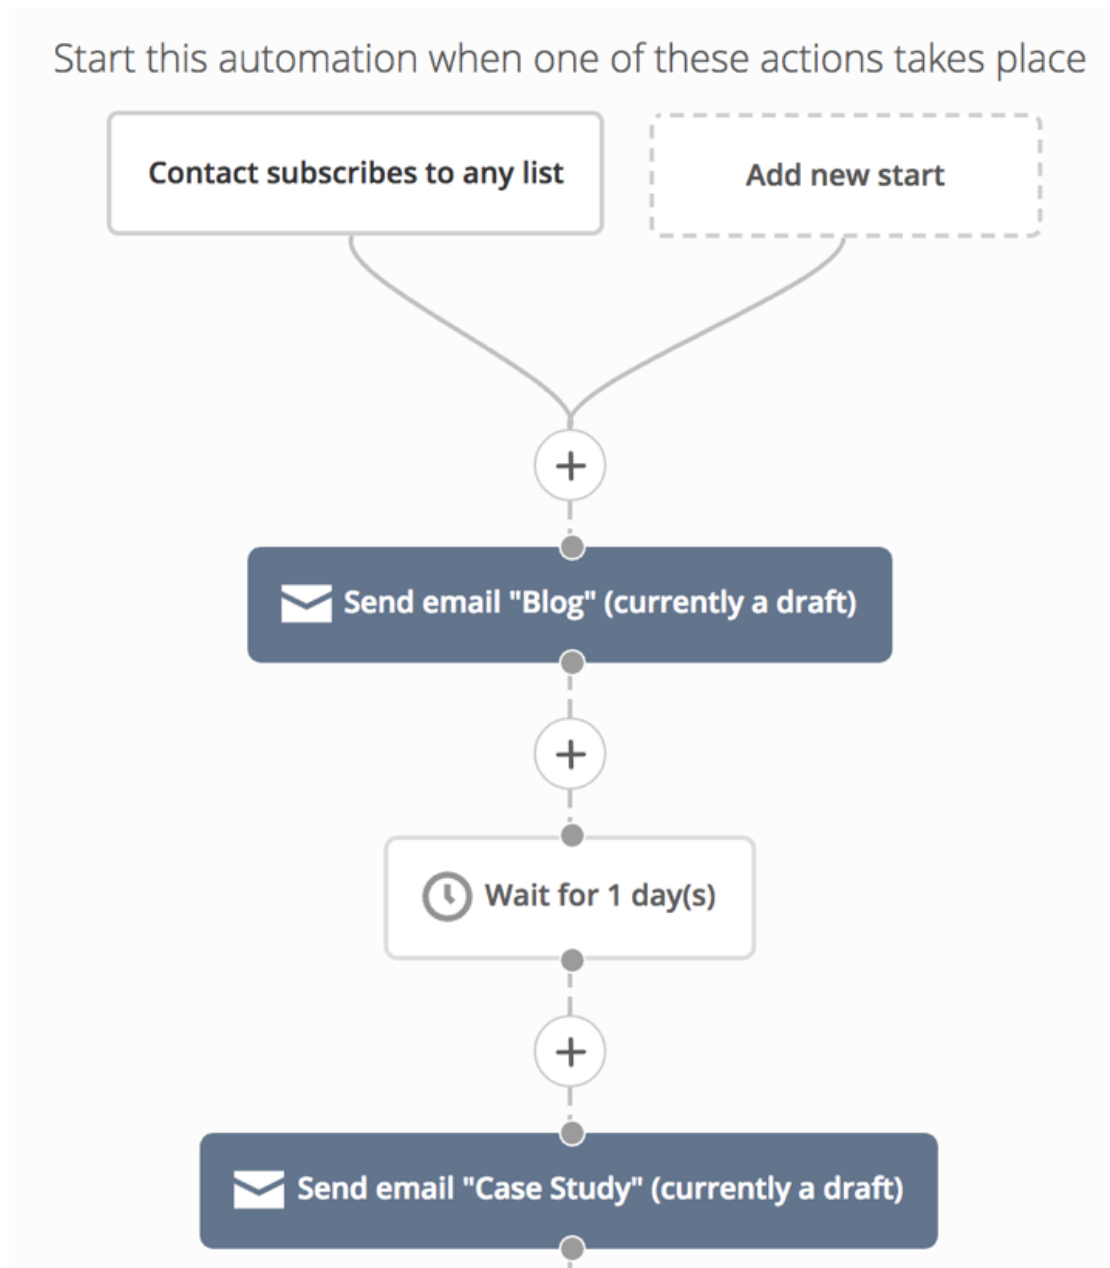 Start this automation when one of these actions takes place
Contact subscribes to any list
Add new start
Send email "Blog" (currently a draft)
Wait for 1 day(s)
Send email "Case Study" (currently a draft)